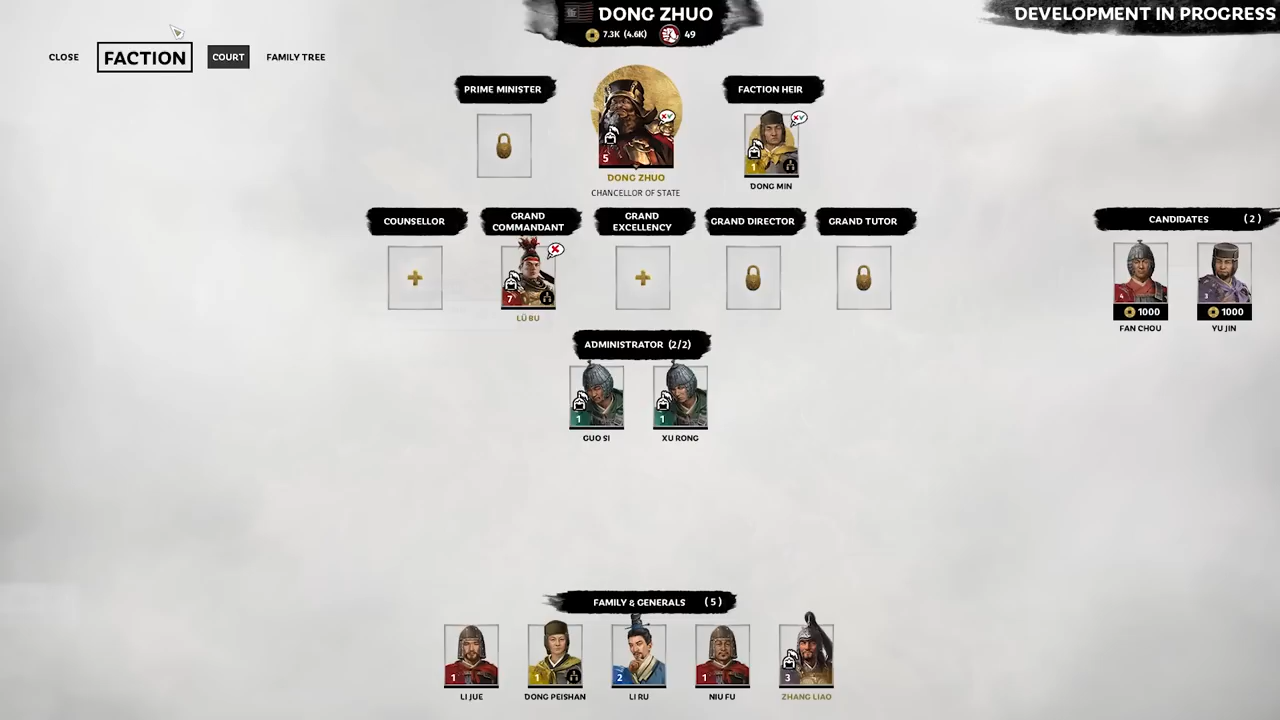 DONG ZHUO
7.3K (4.6K) 49
DEVELOPMENT IN PROGRESS
CLOSE
FACTION
COURT
FAMILY TREE
PRIME MINISTER
FACTION HEIR
5
1
DONG ZHUO
CHANCELLOR OF STATE
DONG MIN
COUNSELLOR
GRAND
COMMANDANT
GRAND
EXCELLENCY
GRAND DIRECTOR
GRAND TUTOR
7
LÜ BU
CANDIDATES (2)
4
3
1000
1000
FAN CHOU
YU JIN
ADMINISTRATOR (2/2)
1
1
GUO SI
XU RONG
FAMILY & GENERALS (5)
1
1
2
1
3
LI JUE
DONG PEISHAN
LI RU
NIU FU
ZHANG LIAO